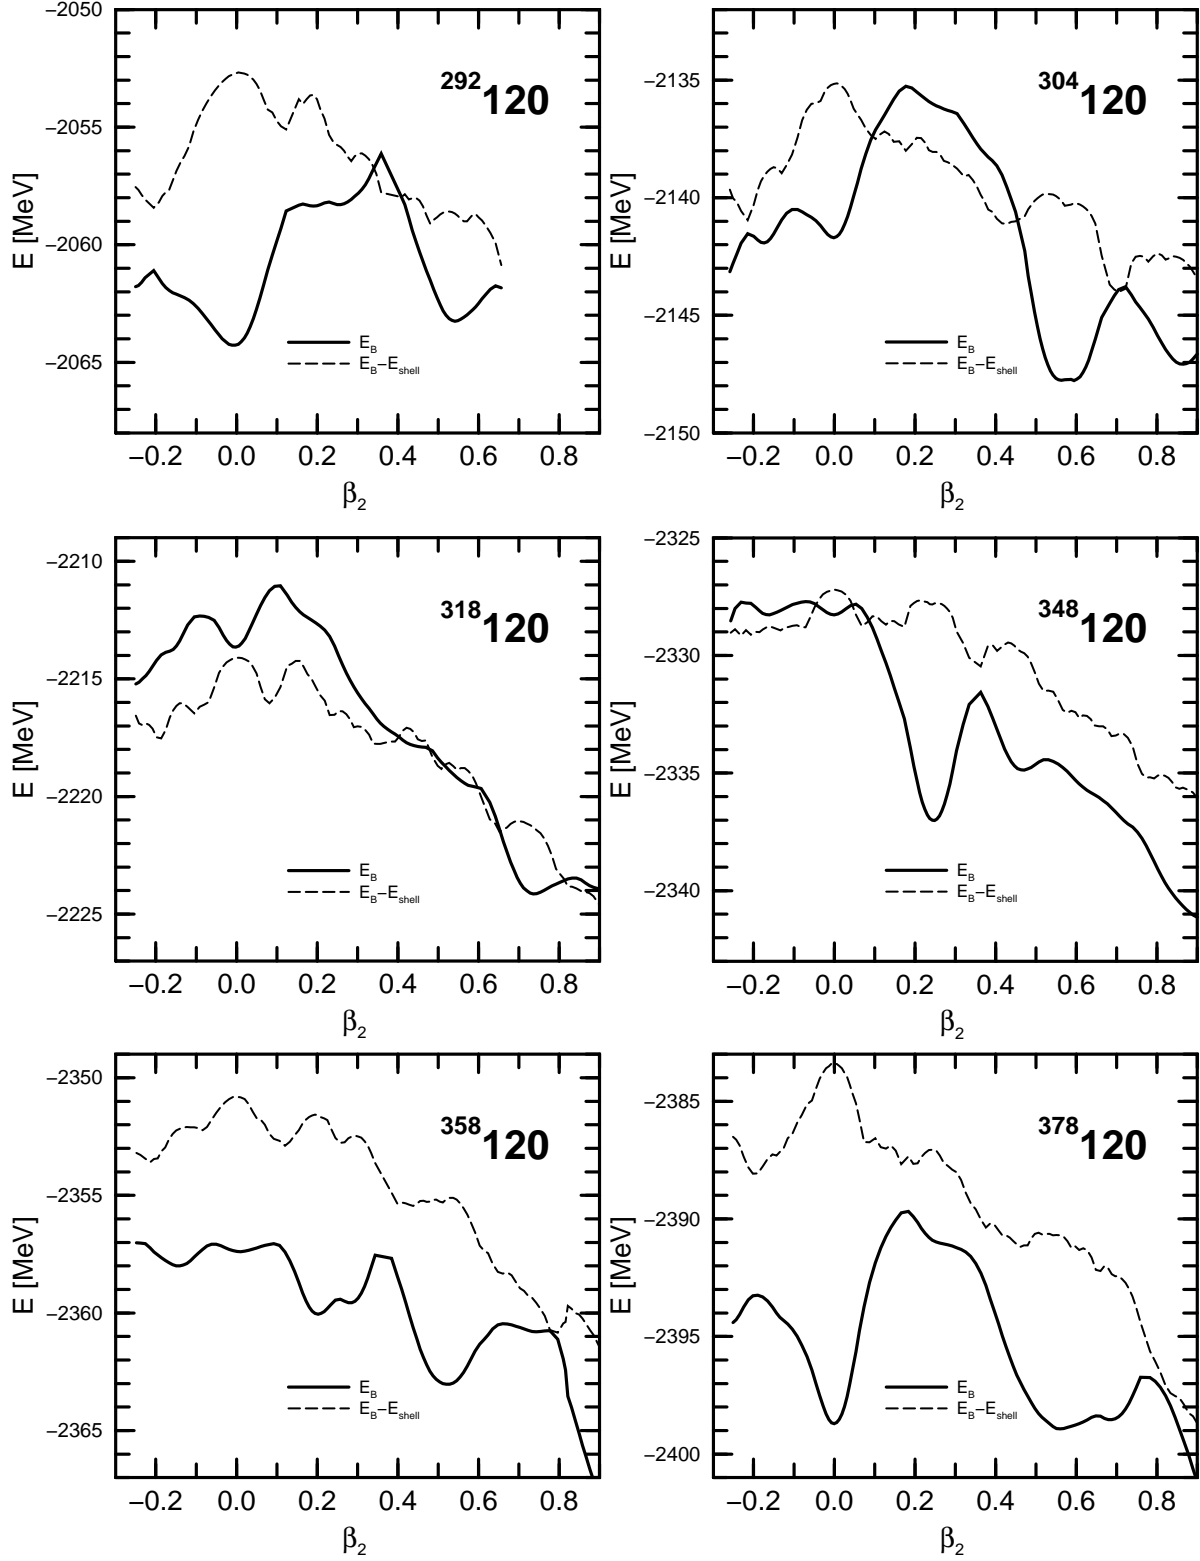 −2050
−2055
−2060
−2065
E [MeV]
²⁹²120
E_B
E_B−E_shell
−0.2 0.0 0.2 0.4 0.6 0.8
β₂
−2135
−2140
−2145
−2150
E [MeV]
³⁰⁴120
E_B
E_B−E_shell
−0.2 0.0 0.2 0.4 0.6 0.8
β₂
−2210
−2215
−2220
−2225
E [MeV]
³¹⁸120
E_B
E_B−E_shell
−0.2 0.0 0.2 0.4 0.6 0.8
β₂
−2325
−2330
−2335
−2340
E [MeV]
³⁴⁸120
E_B
E_B−E_shell
−0.2 0.0 0.2 0.4 0.6 0.8
β₂
−2350
−2355
−2360
−2365
E [MeV]
³⁵⁸120
E_B
E_B−E_shell
−0.2 0.0 0.2 0.4 0.6 0.8
β₂
−2385
−2390
−2395
−2400
E [MeV]
³⁷⁸120
E_B
E_B−E_shell
−0.2 0.0 0.2 0.4 0.6 0.8
β₂